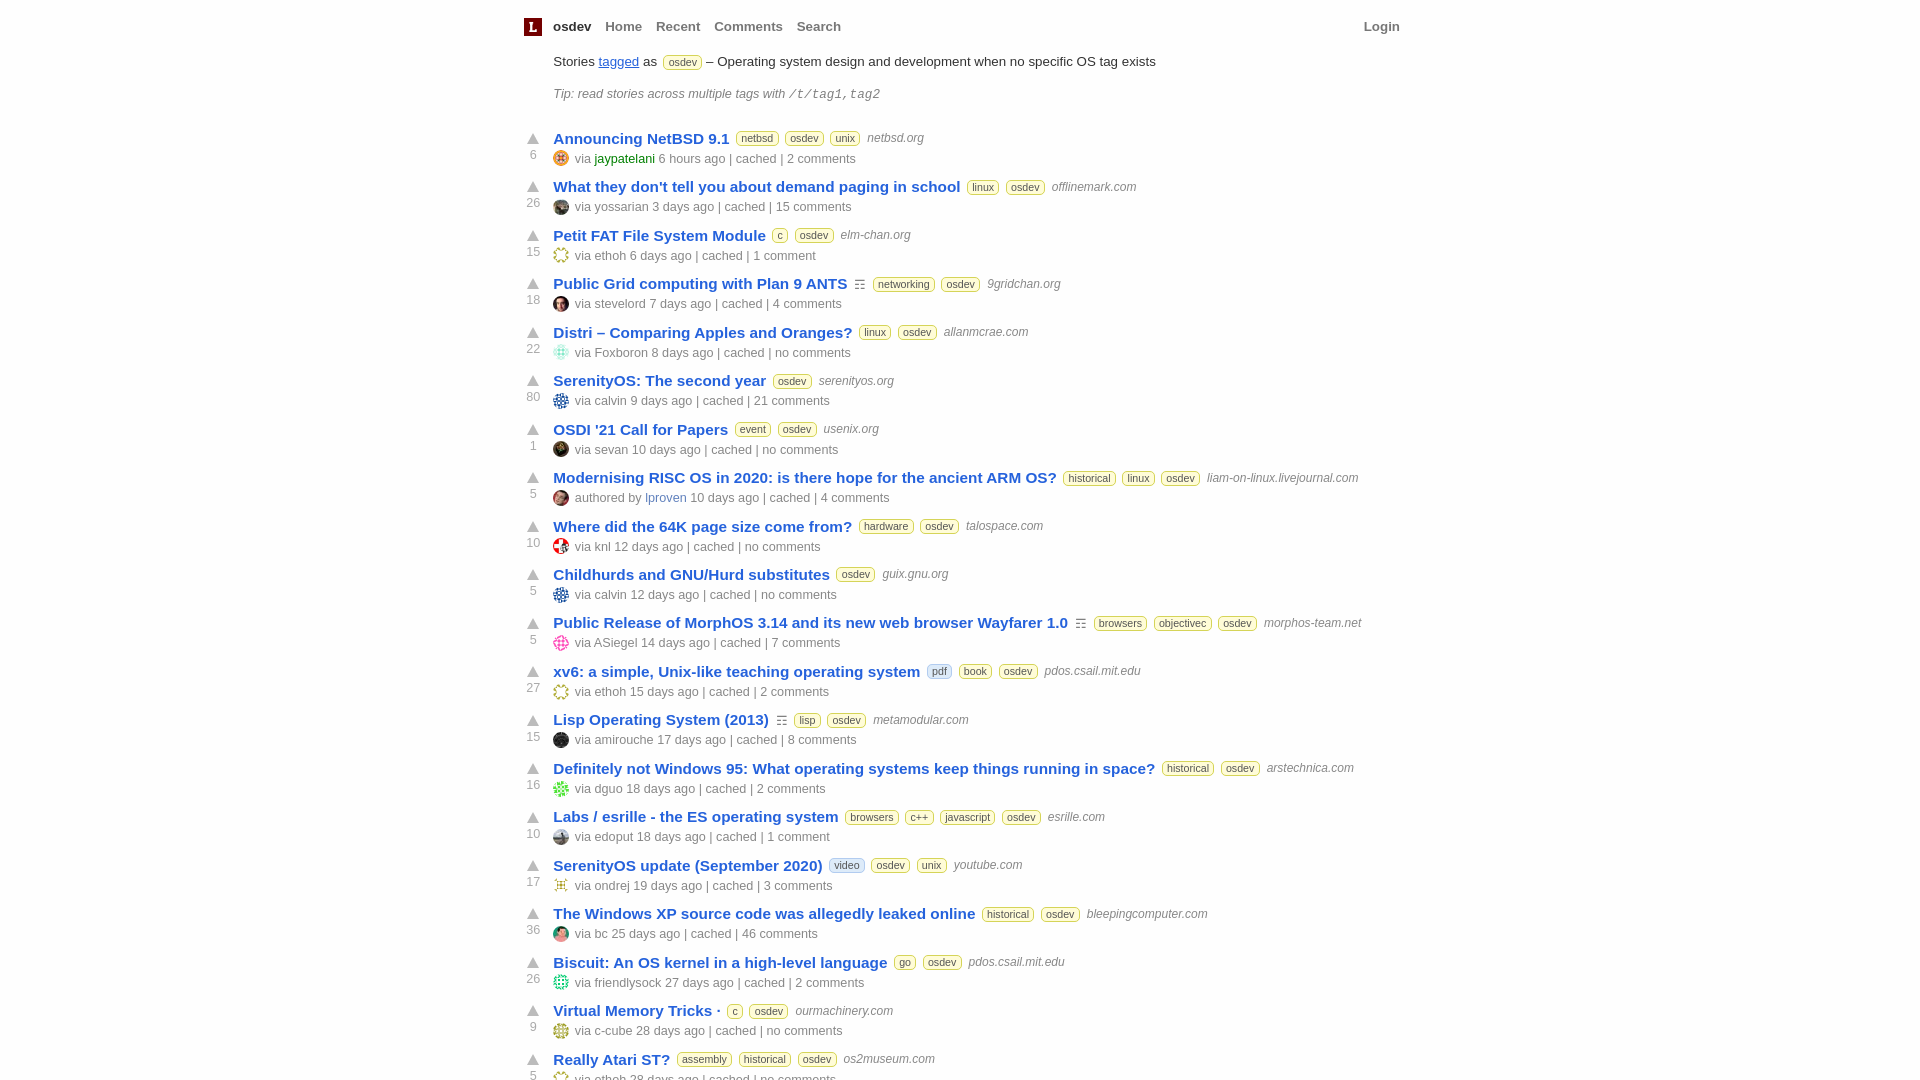 L osdev Home Recent Comments Search Login
Stories tagged as osdev – Operating system design and development when no specific OS tag exists
Tip: read stories across multiple tags with /t/tag1,tag2
Announcing NetBSD 9.1 netbsd osdev unix netbsd.org
6 via jaypatelani 6 hours ago | cached | 2 comments
What they don't tell you about demand paging in school linux osdev offlinemark.com
26 via yossarian 3 days ago | cached | 15 comments
Petit FAT File System Module c osdev elm-chan.org
15 via ethoh 6 days ago | cached | 1 comment
Public Grid computing with Plan 9 ANTS ☶ networking osdev 9gridchan.org
18 via stevelord 7 days ago | cached | 4 comments
Distri – Comparing Apples and Oranges? linux osdev allanmcrae.com
22 via Foxboron 8 days ago | cached | no comments
SerenityOS: The second year osdev serenityos.org
80 via calvin 9 days ago | cached | 21 comments
OSDI '21 Call for Papers event osdev usenix.org
1 via sevan 10 days ago | cached | no comments
Modernising RISC OS in 2020: is there hope for the ancient ARM OS? historical linux osdev liam-on-linux.livejournal.com
5 authored by lproven 10 days ago | cached | 4 comments
Where did the 64K page size come from? hardware osdev talospace.com
10 via knl 12 days ago | cached | no comments
Childhurds and GNU/Hurd substitutes osdev guix.gnu.org
5 via calvin 12 days ago | cached | no comments
Public Release of MorphOS 3.14 and its new web browser Wayfarer 1.0 ☶ browsers objectivec osdev morphos-team.net
5 via ASiegel 14 days ago | cached | 7 comments
xv6: a simple, Unix-like teaching operating system pdf book osdev pdos.csail.mit.edu
27 via ethoh 15 days ago | cached | 2 comments
Lisp Operating System (2013) ☶ lisp osdev metamodular.com
15 via amirouche 17 days ago | cached | 8 comments
Definitely not Windows 95: What operating systems keep things running in space? historical osdev arstechnica.com
16 via dguo 18 days ago | cached | 2 comments
Labs / esrille - the ES operating system browsers c++ javascript osdev esrille.com
10 via edoput 18 days ago | cached | 1 comment
SerenityOS update (September 2020) video osdev unix youtube.com
17 via ondrej 19 days ago | cached | 3 comments
The Windows XP source code was allegedly leaked online historical osdev bleepingcomputer.com
36 via bc 25 days ago | cached | 46 comments
Biscuit: An OS kernel in a high-level language go osdev pdos.csail.mit.edu
26 via friendlysock 27 days ago | cached | 2 comments
Virtual Memory Tricks · c osdev ourmachinery.com
9 via c-cube 28 days ago | cached | no comments
Really Atari ST? assembly historical osdev os2museum.com
5 via ethoh 28 days ago | cached | no comments